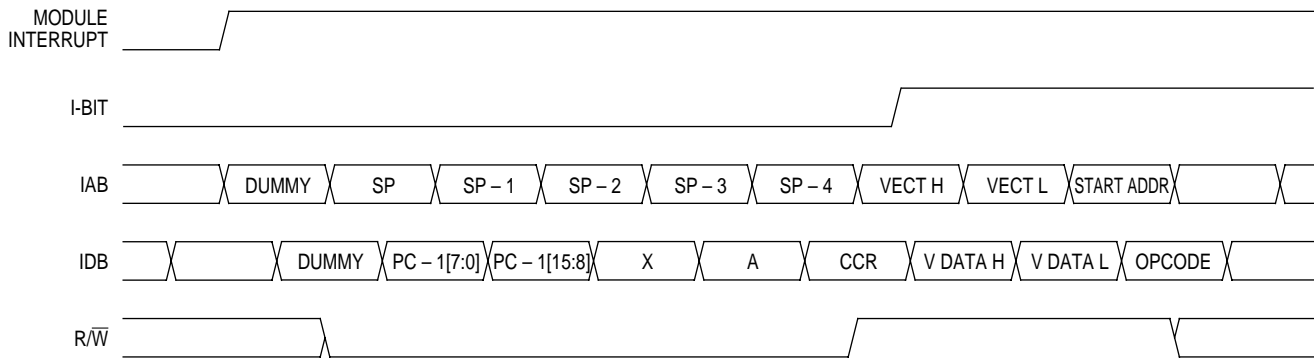 MODULE
INTERRUPT
I-BIT
IAB DUMMY SP SP – 1 SP – 2 SP – 3 SP – 4 VECT H VECT L START ADDR
IDB DUMMY PC – 1[7:0] PC – 1[15:8] X A CCR V DATA H V DATA L OPCODE
R/W̅